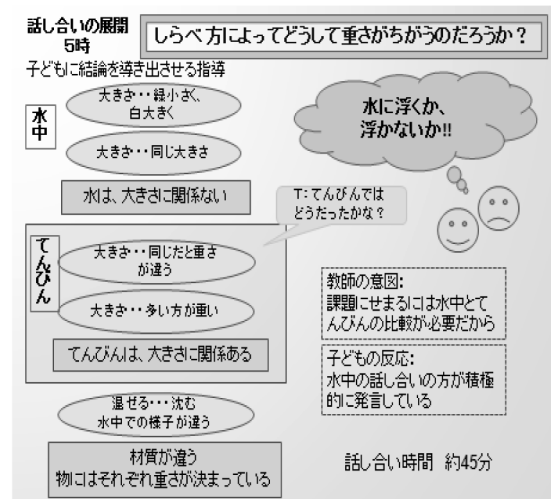 話し合いの展開
5時
しらべ方によってどうして重さがちがうのだろうか？
子どもに結論を導き出させる指導
水中
大きさ・・・緑小さく、
白大きく
大きさ・・・同じ大きさ
水は、大きさに関係ない
水に浮くか、
浮かないか!!
T：てんびんでは
どうだったかな？
てんびん
大きさ・・・同じだと重さ
が違う
大きさ・・・多い方が重い
てんびんは、大きさに関係ある
教師の意図:
課題にせまるには水中とて
んびんの比較が必要だから
子どもの反応:
水中の話し合いの方が積極
的に発言している
混ぜる・・・沈む
水中での様子が違う
材質が違う
物にはそれぞれ重さが決まっている
話し合い時間 約45分